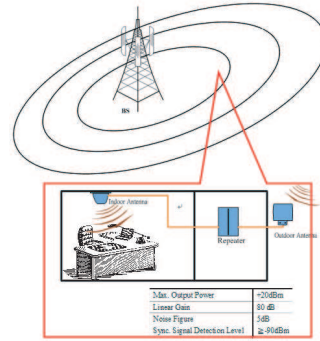 BS
Indoor Antenna
Repeater
Outdoor Antenna
Max. Output Power +20dBm
Linear Gain 80 dB
Noise Figure 5dB
Sync. Signal Detection Level ≥-90dBm